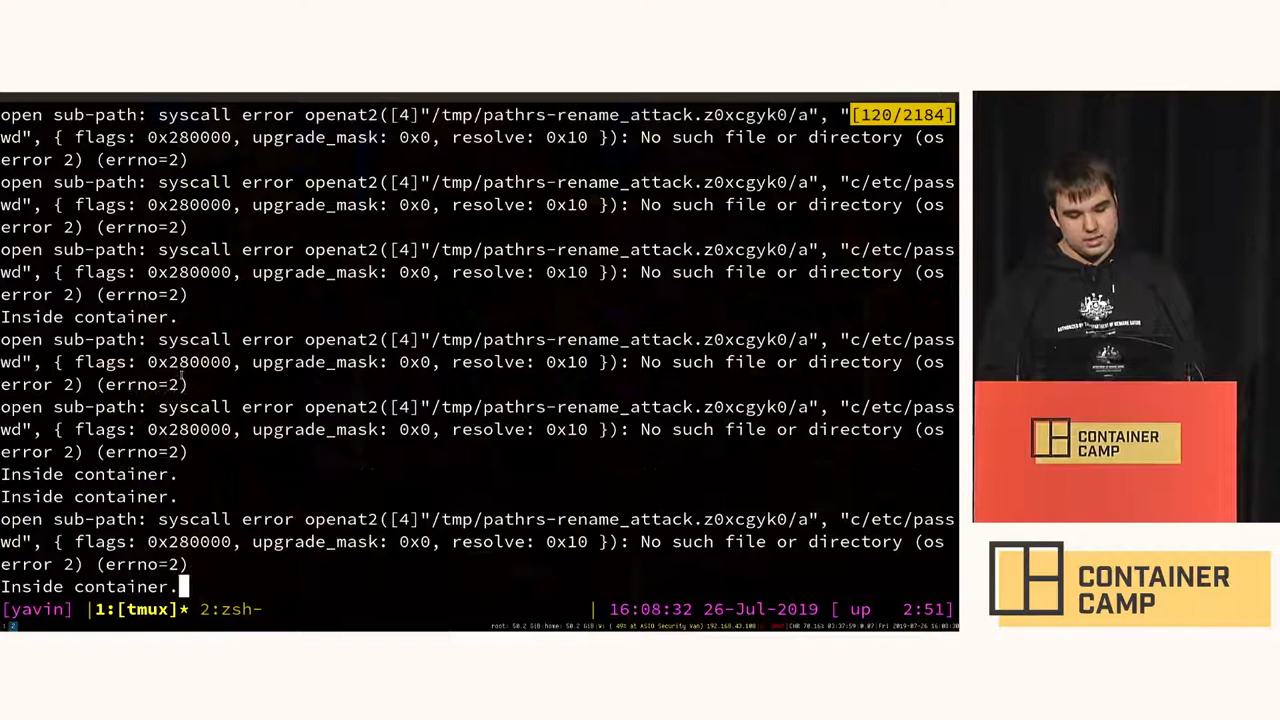 open sub-path: syscall error openat2([4]"/tmp/pathrs-rename_attack.z0xcgyk0/a", "[120/2184]
wd", { flags: 0x280000, upgrade_mask: 0x0, resolve: 0x10 }): No such file or directory (os
error 2) (errno=2)
open sub-path: syscall error openat2([4]"/tmp/pathrs-rename_attack.z0xcgyk0/a", "c/etc/pass
wd", { flags: 0x280000, upgrade_mask: 0x0, resolve: 0x10 }): No such file or directory (os
error 2) (errno=2)
open sub-path: syscall error openat2([4]"/tmp/pathrs-rename_attack.z0xcgyk0/a", "c/etc/pass
wd", { flags: 0x280000, upgrade_mask: 0x0, resolve: 0x10 }): No such file or directory (os
error 2) (errno=2)
Inside container.
open sub-path: syscall error openat2([4]"/tmp/pathrs-rename_attack.z0xcgyk0/a", "c/etc/pass
wd", { flags: 0x280000, upgrade_mask: 0x0, resolve: 0x10 }): No such file or directory (os
error 2) (errno=2)
open sub-path: syscall error openat2([4]"/tmp/pathrs-rename_attack.z0xcgyk0/a", "c/etc/pass
wd", { flags: 0x280000, upgrade_mask: 0x0, resolve: 0x10 }): No such file or directory (os
error 2) (errno=2)
Inside container.
Inside container.
open sub-path: syscall error openat2([4]"/tmp/pathrs-rename_attack.z0xcgyk0/a", "c/etc/pass
wd", { flags: 0x280000, upgrade_mask: 0x0, resolve: 0x10 }): No such file or directory (os
error 2) (errno=2)
Inside container.
[yavin] |1:[tmux]* 2:zsh- | 16:08:32 26-Jul-2019 [ up 2:51]
CONTAINER
CAMP
CONTAINER
CAMP